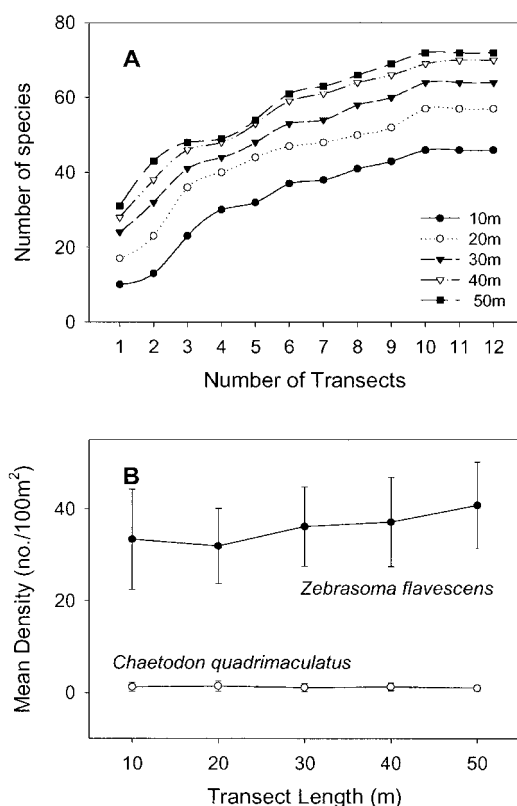 A
Number of species
80
60
40
20
0
10m
20m
30m
40m
50m
1 2 3 4 5 6 7 8 9 10 11 12
Number of Transects
B
Mean Density (no./100m²)
40
20
0
Zebrasoma flavescens
Chaetodon quadrimaculatus
10 20 30 40 50
Transect Length (m)